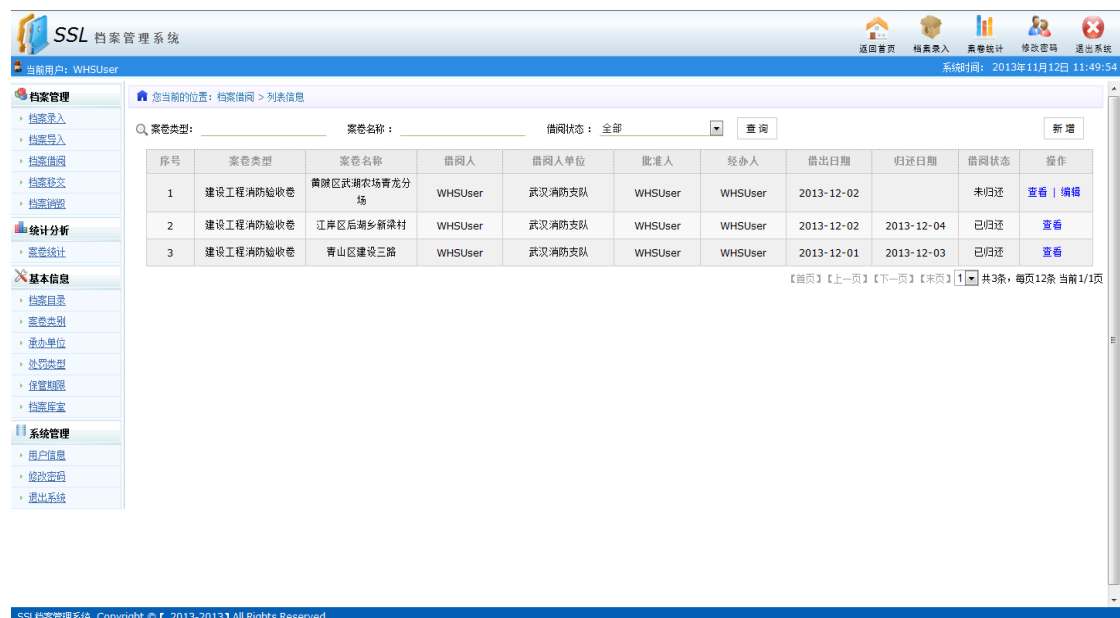 SSL 档案管理系统
返回首页 档案录入 案卷统计 修改密码 退出系统
当前用户: WHSUser
系统时间: 2013年11月12日 11:49:54
档案管理
档案录入
档案导入
档案借阅
档案移交
档案销毁
统计分析
案卷统计
基本信息
档案目录
案卷类别
承办单位
处罚类型
保管期限
档案库室
系统管理
用户信息
修改密码
退出系统
您当前的位置: 档案借阅 > 列表信息
案卷类型: 案卷名称: 借阅状态: 全部 查询 新增
序号 案卷类型 案卷名称 借阅人 借阅人单位 批准人 经办人 借出日期 归还日期 借阅状态 操作
1 建设工程消防验收卷 黄陂区武湖农场青龙分场 WHSUser 武汉消防支队 WHSUser WHSUser 2013-12-02 未归还 查看 | 编辑
2 建设工程消防验收卷 江岸区后湖乡新梁村 WHSUser 武汉消防支队 WHSUser WHSUser 2013-12-02 2013-12-04 已归还 查看
3 建设工程消防验收卷 青山区建设三路 WHSUser 武汉消防支队 WHSUser WHSUser 2013-12-01 2013-12-03 已归还 查看
【首页】【上一页】【下一页】【末页】 1 共3条，每页12条 当前1/1页
SSL档案管理系统 Copyright © 【 2013-2013】All Rights Reserved